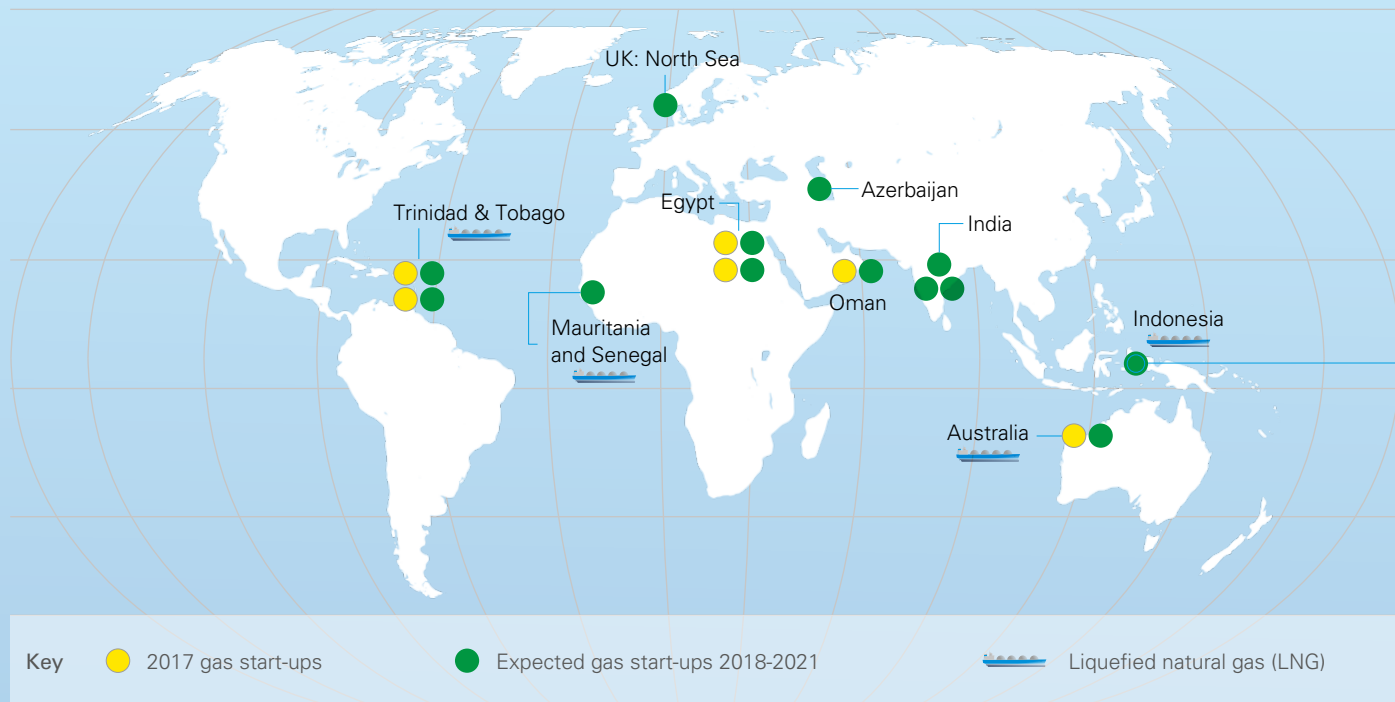 UK: North Sea
Azerbaijan
Egypt
Trinidad & Tobago
India
Oman
Mauritania
and Senegal
Indonesia
Australia
Key
2017 gas start-ups
Expected gas start-ups 2018-2021
Liquefied natural gas (LNG)